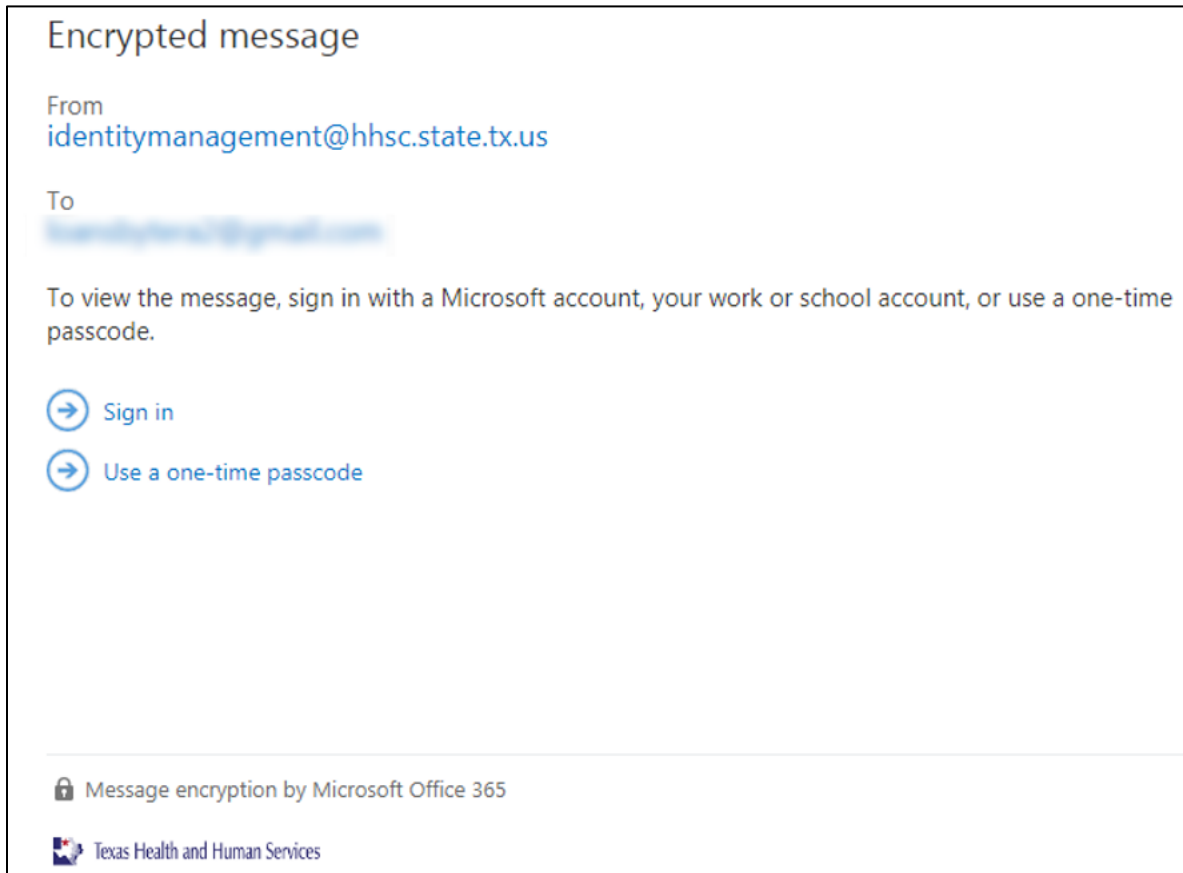 Encrypted message
From
identitymanagement@hhsc.state.tx.us
To
To view the message, sign in with a Microsoft account, your work or school account, or use a one-time
passcode.
Sign in
Use a one-time passcode
Message encryption by Microsoft Office 365
Texas Health and Human Services